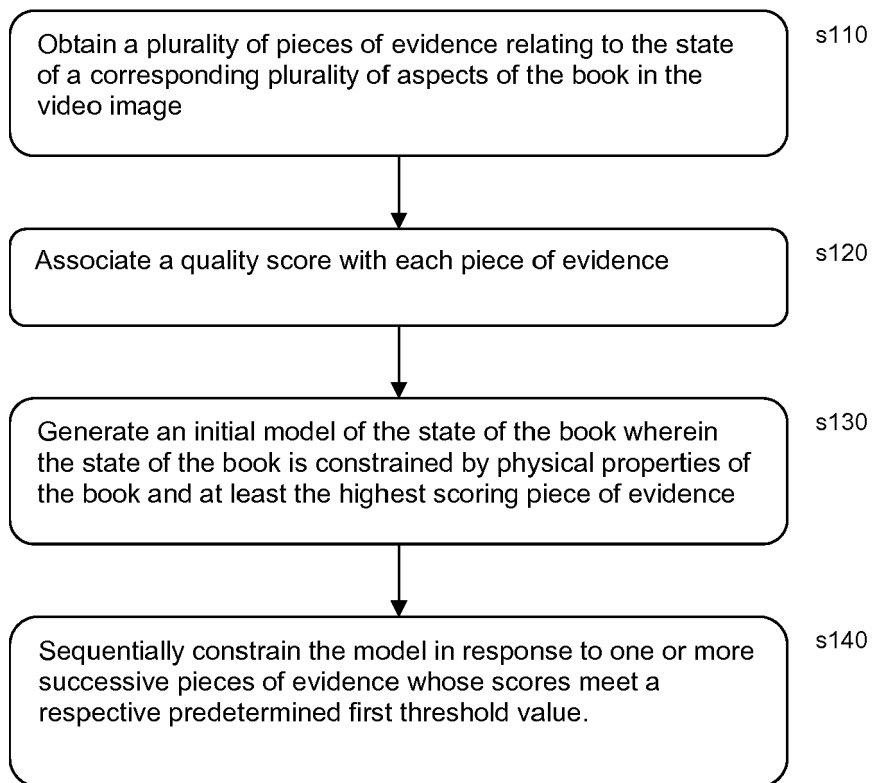 Obtain a plurality of pieces of evidence relating to the state
of a corresponding plurality of aspects of the book in the
video image
s110
Associate a quality score with each piece of evidence
s120
Generate an initial model of the state of the book wherein
the state of the book is constrained by physical properties of
the book and at least the highest scoring piece of evidence
s130
Sequentially constrain the model in response to one or more
successive pieces of evidence whose scores meet a
respective predetermined first threshold value.
s140